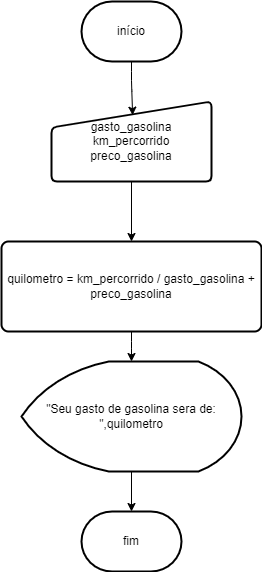 início
gasto_gasolina
km_percorrido
preco_gasolina
quilometro = km_percorrido / gasto_gasolina +
preco_gasolina
"Seu gasto de gasolina sera de:
",quilometro
fim